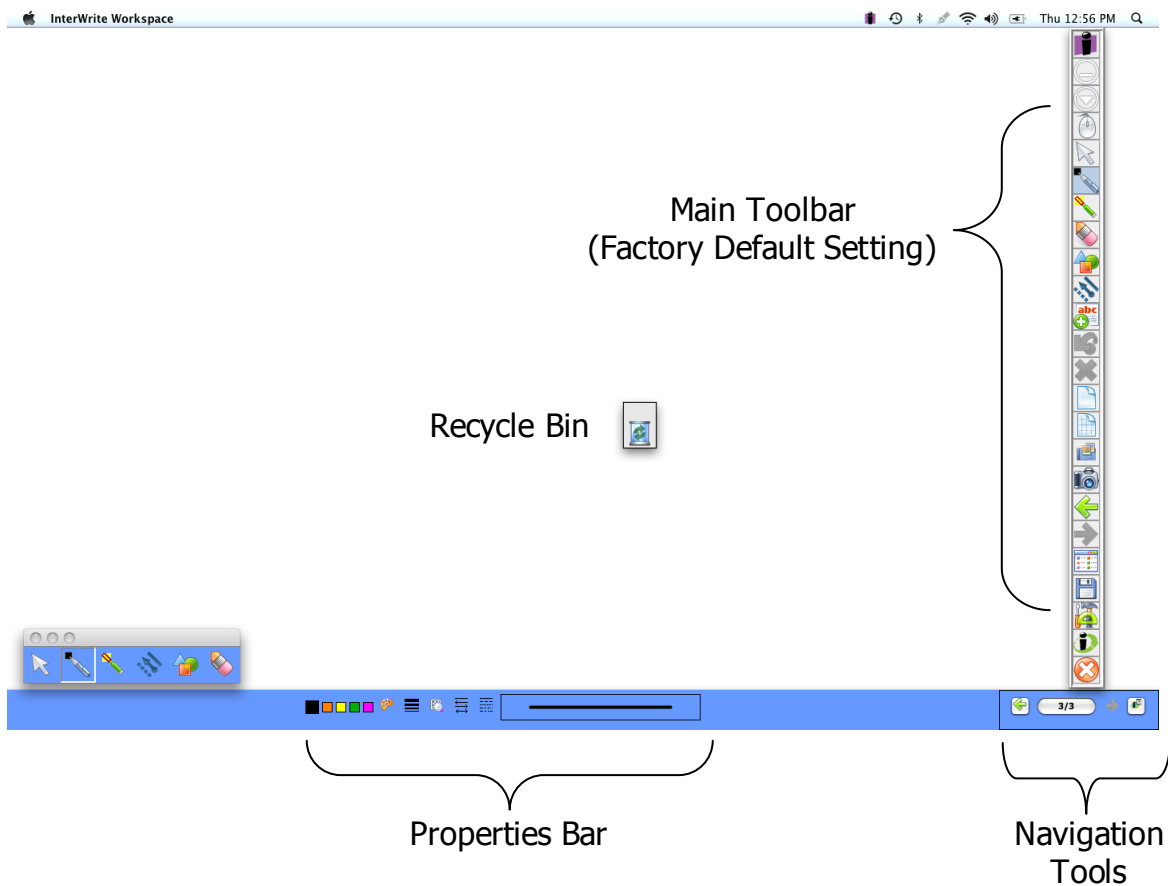 InterWrite Workspace
Thu 12:56 PM
Main Toolbar
(Factory Default Setting)
abc
Recycle Bin
3/3
Properties Bar
Navigation
Tools